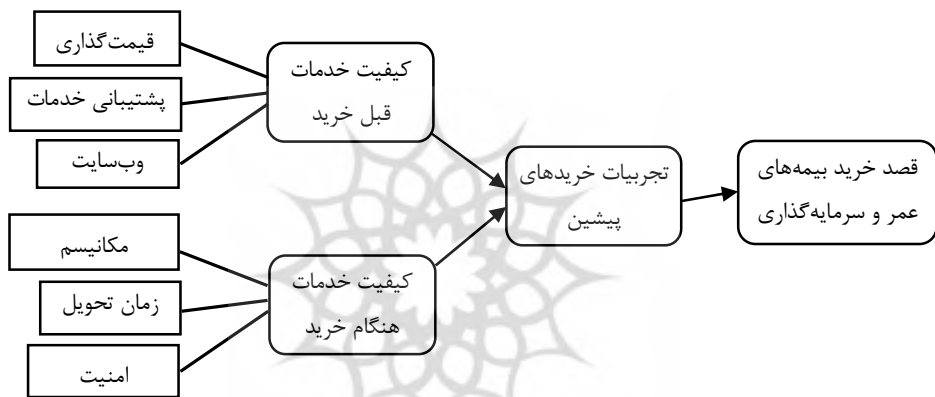 قیمت‌گذاری
پشتیبانی خدمات
وب‌سایت
کیفیت خدمات
قبل خرید
مکانیسم
زمان تحویل
امنیت
کیفیت خدمات
هنگام خرید
تجربیات خریدهای
پیشین
قصد خرید بیمه‌های
عمر و سرمایه‌گذاری